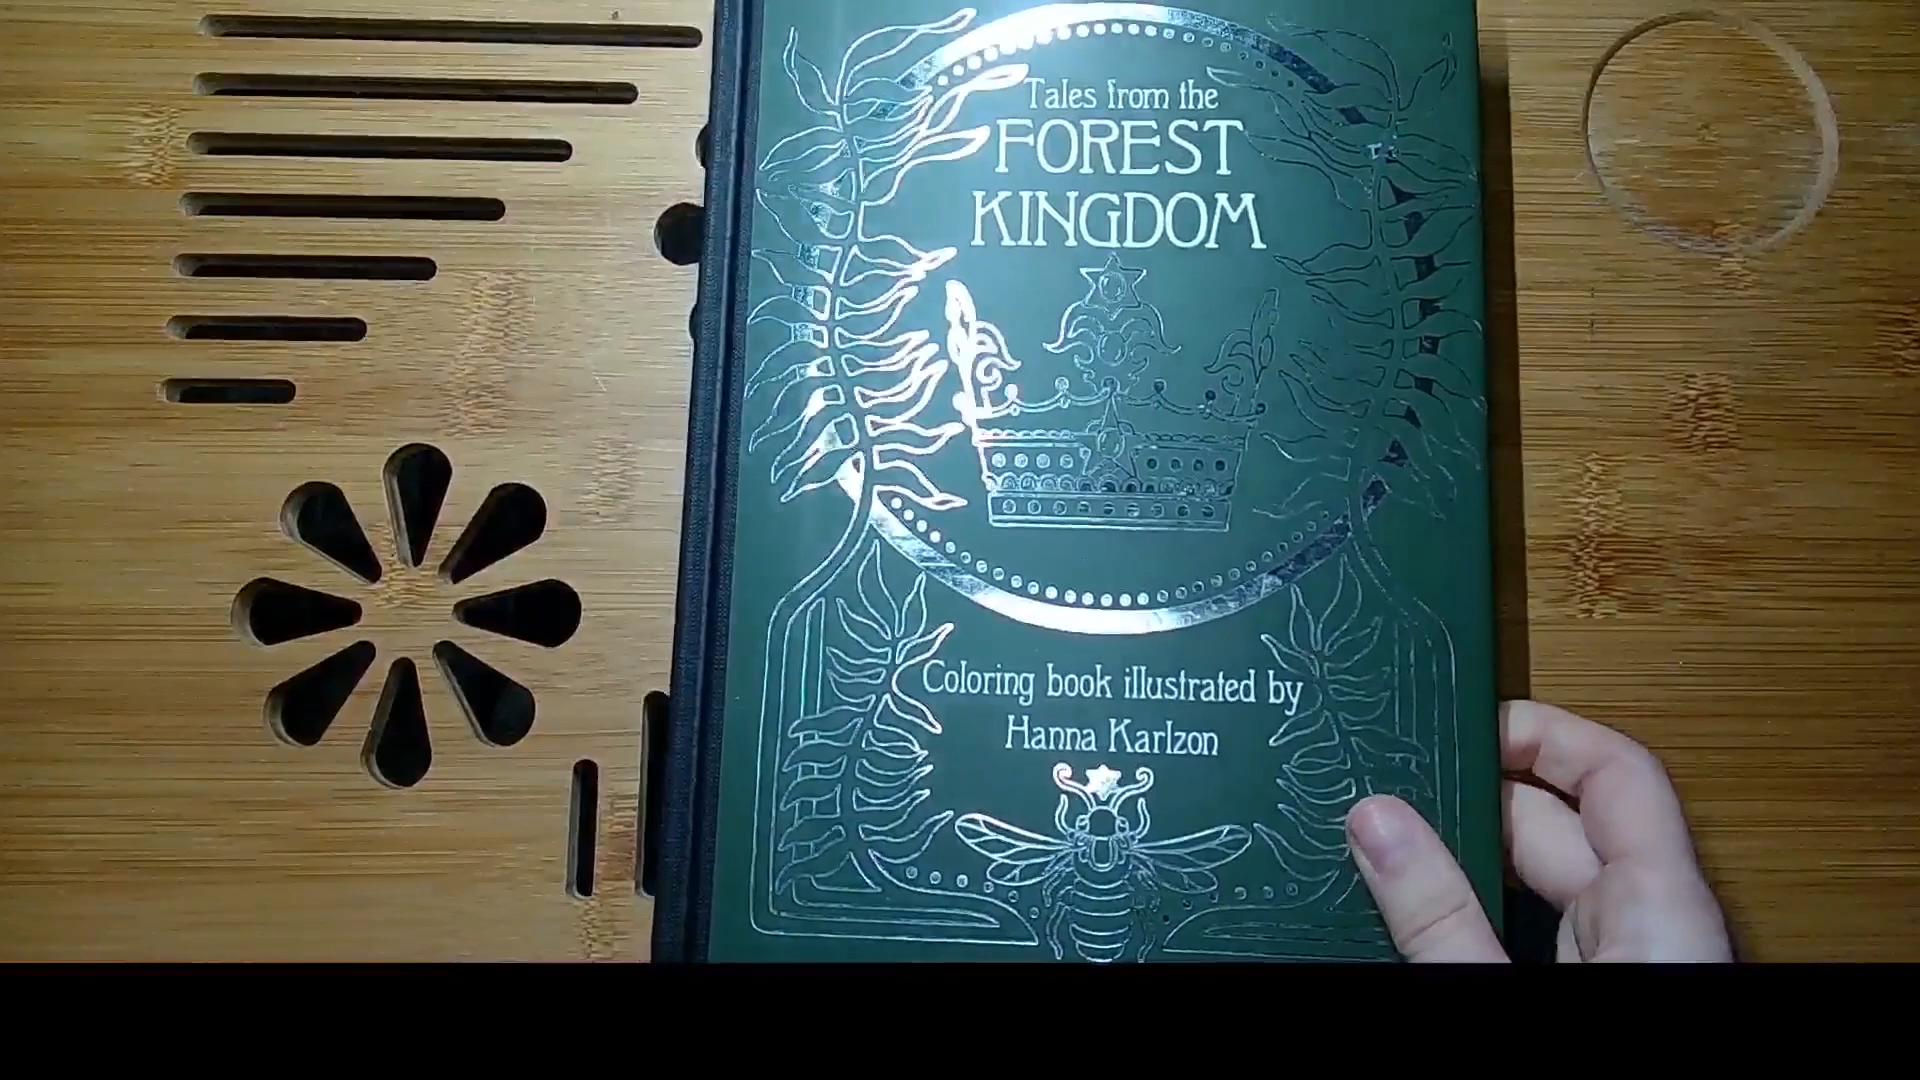 Tales from the
FOREST
KINGDOM
Coloring book illustrated by
Hanna Karlzon